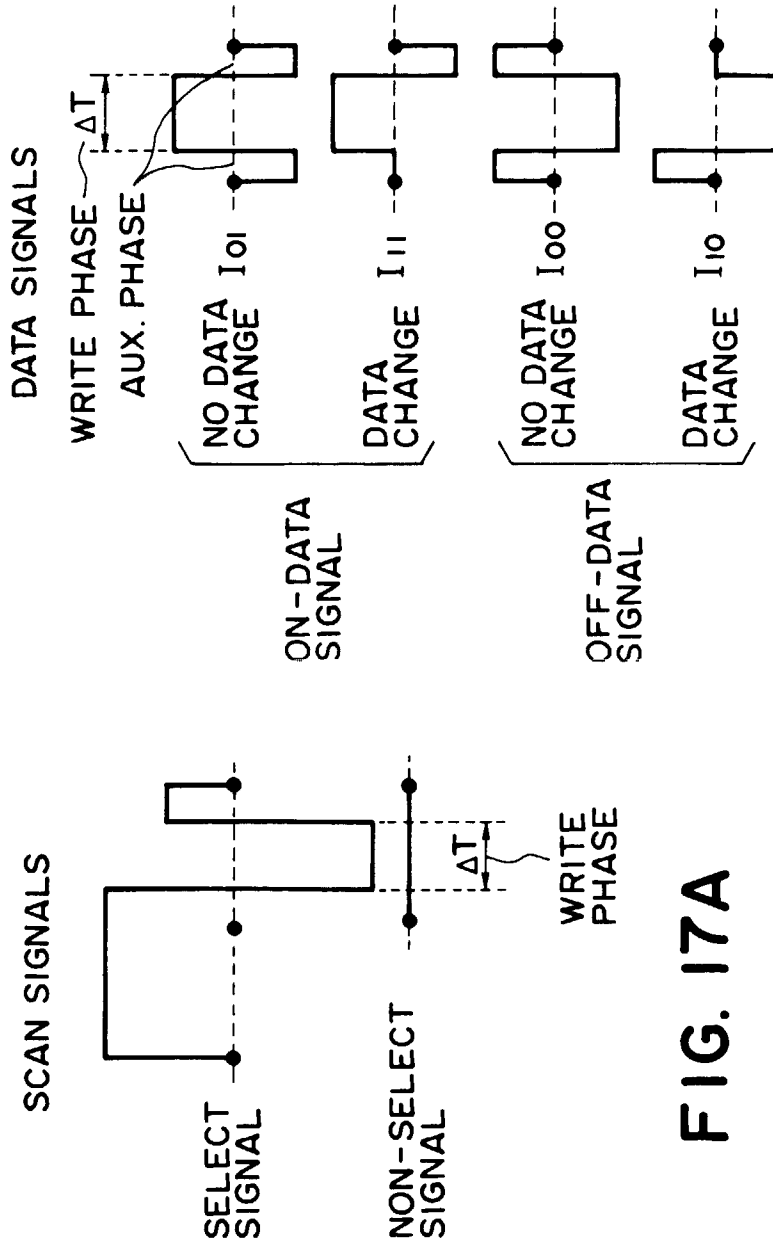 SCAN SIGNALS
SELECT
SIGNAL
NON-SELECT
SIGNAL
ΔT
WRITE
PHASE
DATA SIGNALS
WRITE PHASE
ΔT
AUX. PHASE
ON-DATA
SIGNAL
NO DATA
CHANGE
I01
DATA
CHANGE
I11
OFF-DATA
SIGNAL
NO DATA
CHANGE
I00
DATA
CHANGE
I10
FIG. 17A